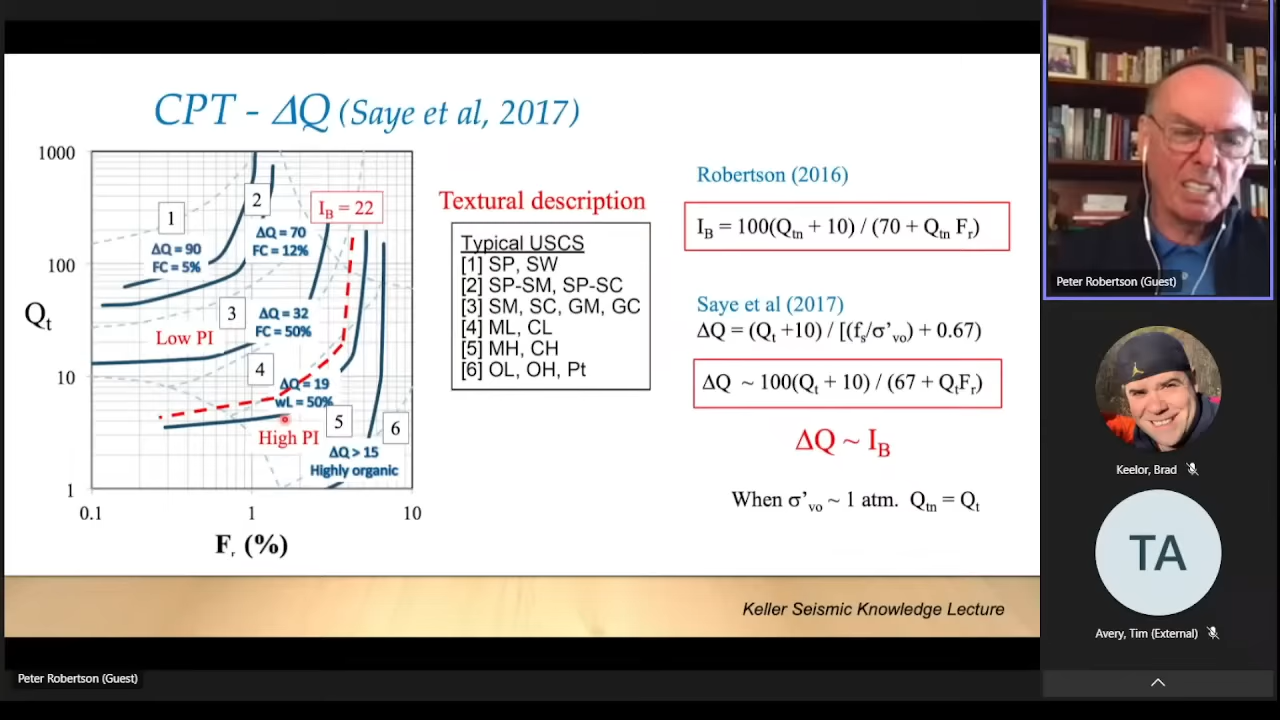 CPT - ΔQ (Saye et al, 2017)
1000
100
10
1
Qt
0.1
1
10
Fr (%)
1
2
IB = 22
ΔQ = 90
FC = 5%
ΔQ = 70
FC = 12%
3
ΔQ = 32
FC = 50%
Low PI
4
ΔQ = 19
wL = 50%
5
6
High PI
ΔQ > 15
Highly organic
Textural description
Typical USCS
[1] SP, SW
[2] SP-SM, SP-SC
[3] SM, SC, GM, GC
[4] ML, CL
[5] MH, CH
[6] OL, OH, Pt
Robertson (2016)
IB = 100(Qtn + 10) / (70 + Qtn Fr)
Saye et al (2017)
ΔQ = (Qt +10) / [(fs/σ'vo) + 0.67)
ΔQ ~ 100(Qt + 10) / (67 + QtFr)
ΔQ ~ IB
When σ'vo ~ 1 atm. Qtn = Qt
Keller Seismic Knowledge Lecture
Peter Robertson (Guest)
Peter Robertson (Guest)
Keelor, Brad
TA
Avery, Tim (External)